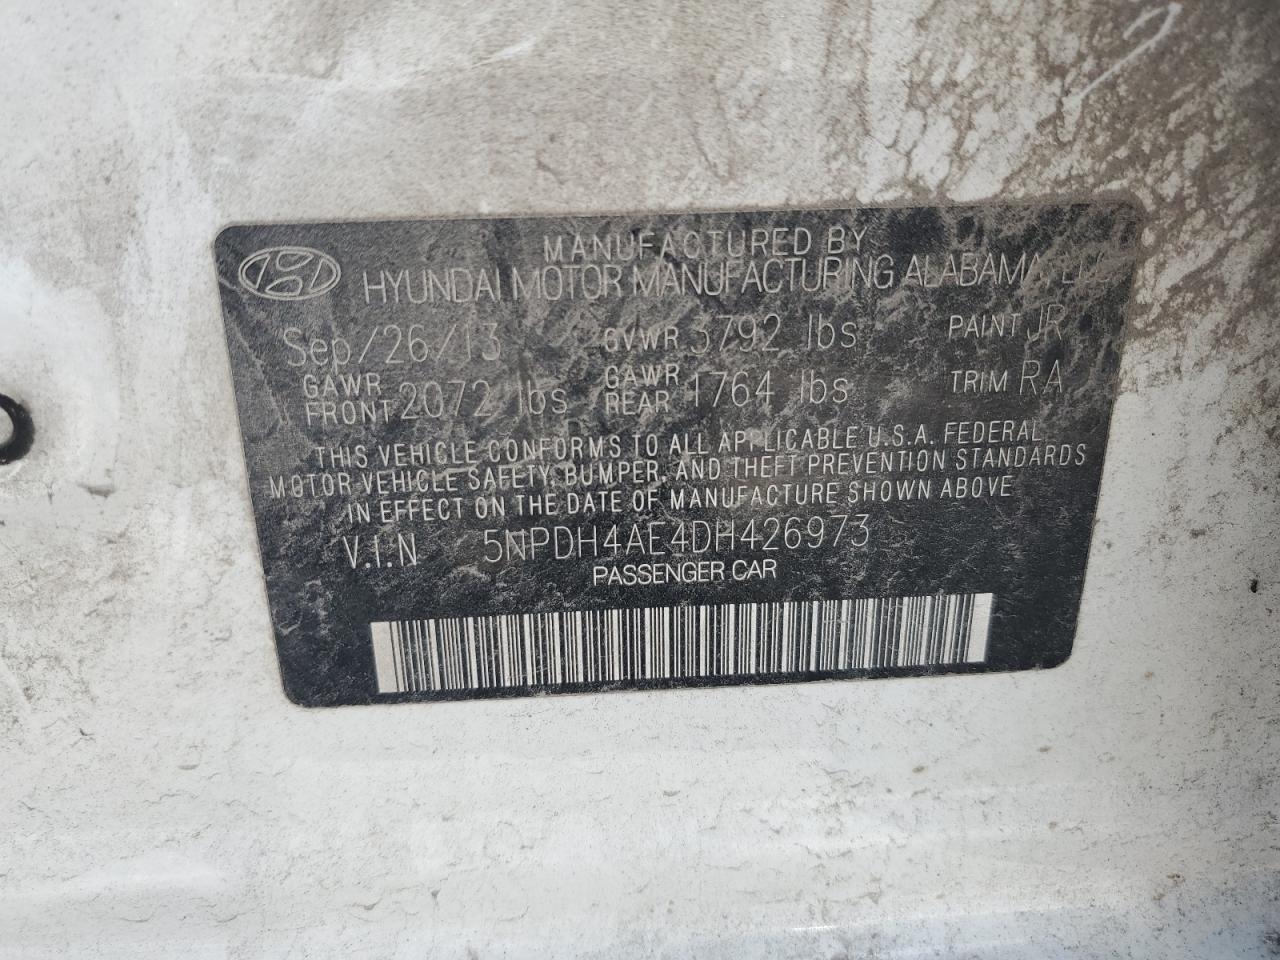 MANUFACTURED BY
HYUNDAI MOTOR MANUFACTURING ALABAMA, LLC
Sep/26/13 GVWR 3792 lbs PAINT JR
GAWR FRONT 2072 lbs GAWR REAR 1764 lbs TRIM RA
THIS VEHICLE CONFORMS TO ALL APPLICABLE U.S.A. FEDERAL
MOTOR VEHICLE SAFETY, BUMPER, AND THEFT PREVENTION STANDARDS
IN EFFECT ON THE DATE OF MANUFACTURE SHOWN ABOVE
V.I.N 5NPDH4AE4DH426973
PASSENGER CAR